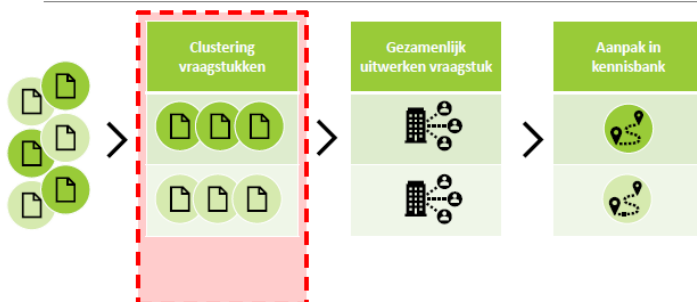 Clustering
vraagstukken
Gezamenlijk
uitwerken vraagstuk
Aanpak in
kennisbank